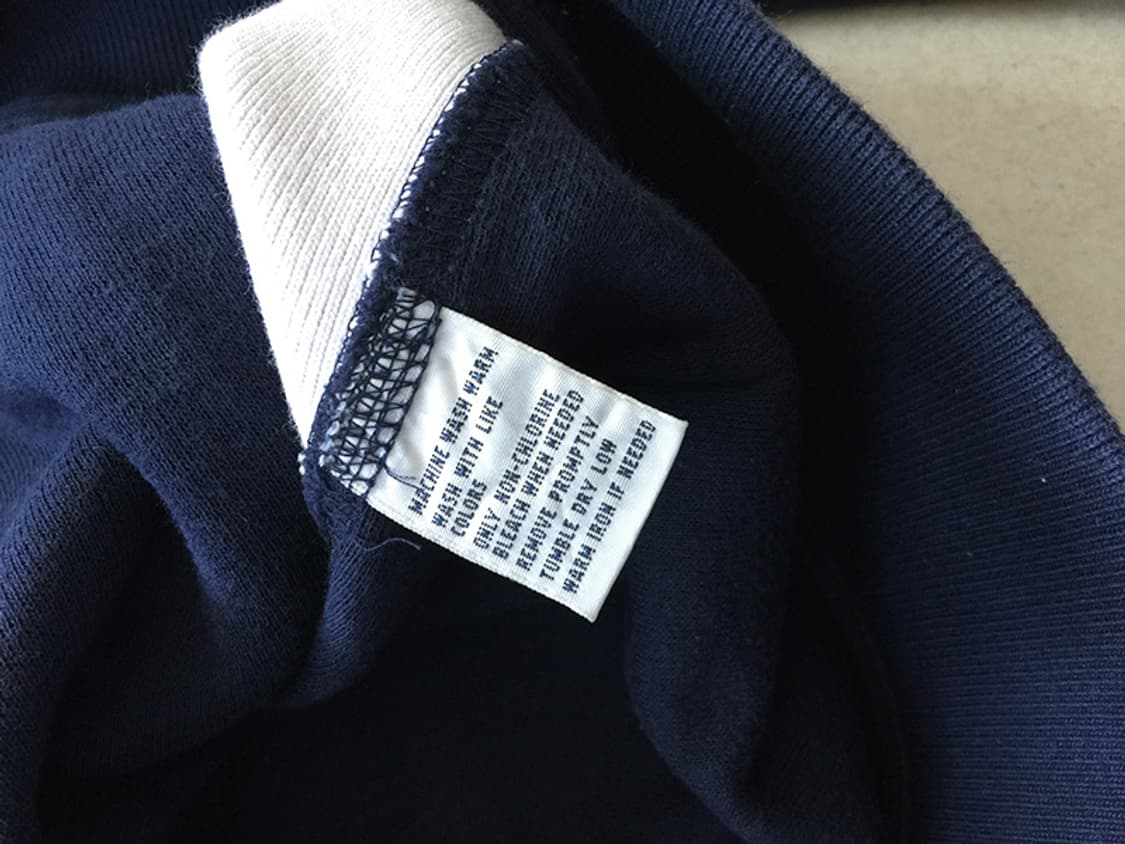 MACHINE WASH WARM
WASH WITH LIKE
COLORS
ONLY NON-CHLORINE
BLEACH WHEN NEEDED
REMOVE PROMPTLY
TUMBLE DRY LOW
WARM IRON IF NEEDED